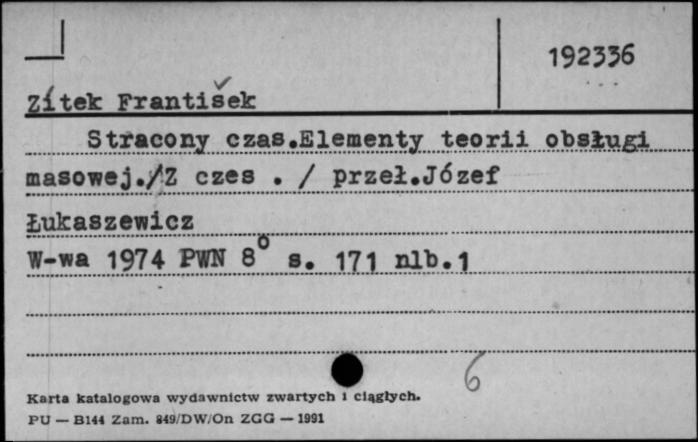 192336
Zítek František
Stracony czas.Elementy teorii obsługi
masowej./Z czes . / przeł.Józef
Łukaszewicz
W-wa 1974 PWN 8° s. 171 nlb.1
6
Karta katalogowa wydawnictw zwartych i ciągłych.
PU — B144 Zam. 849/DW/On ZGG — 1991